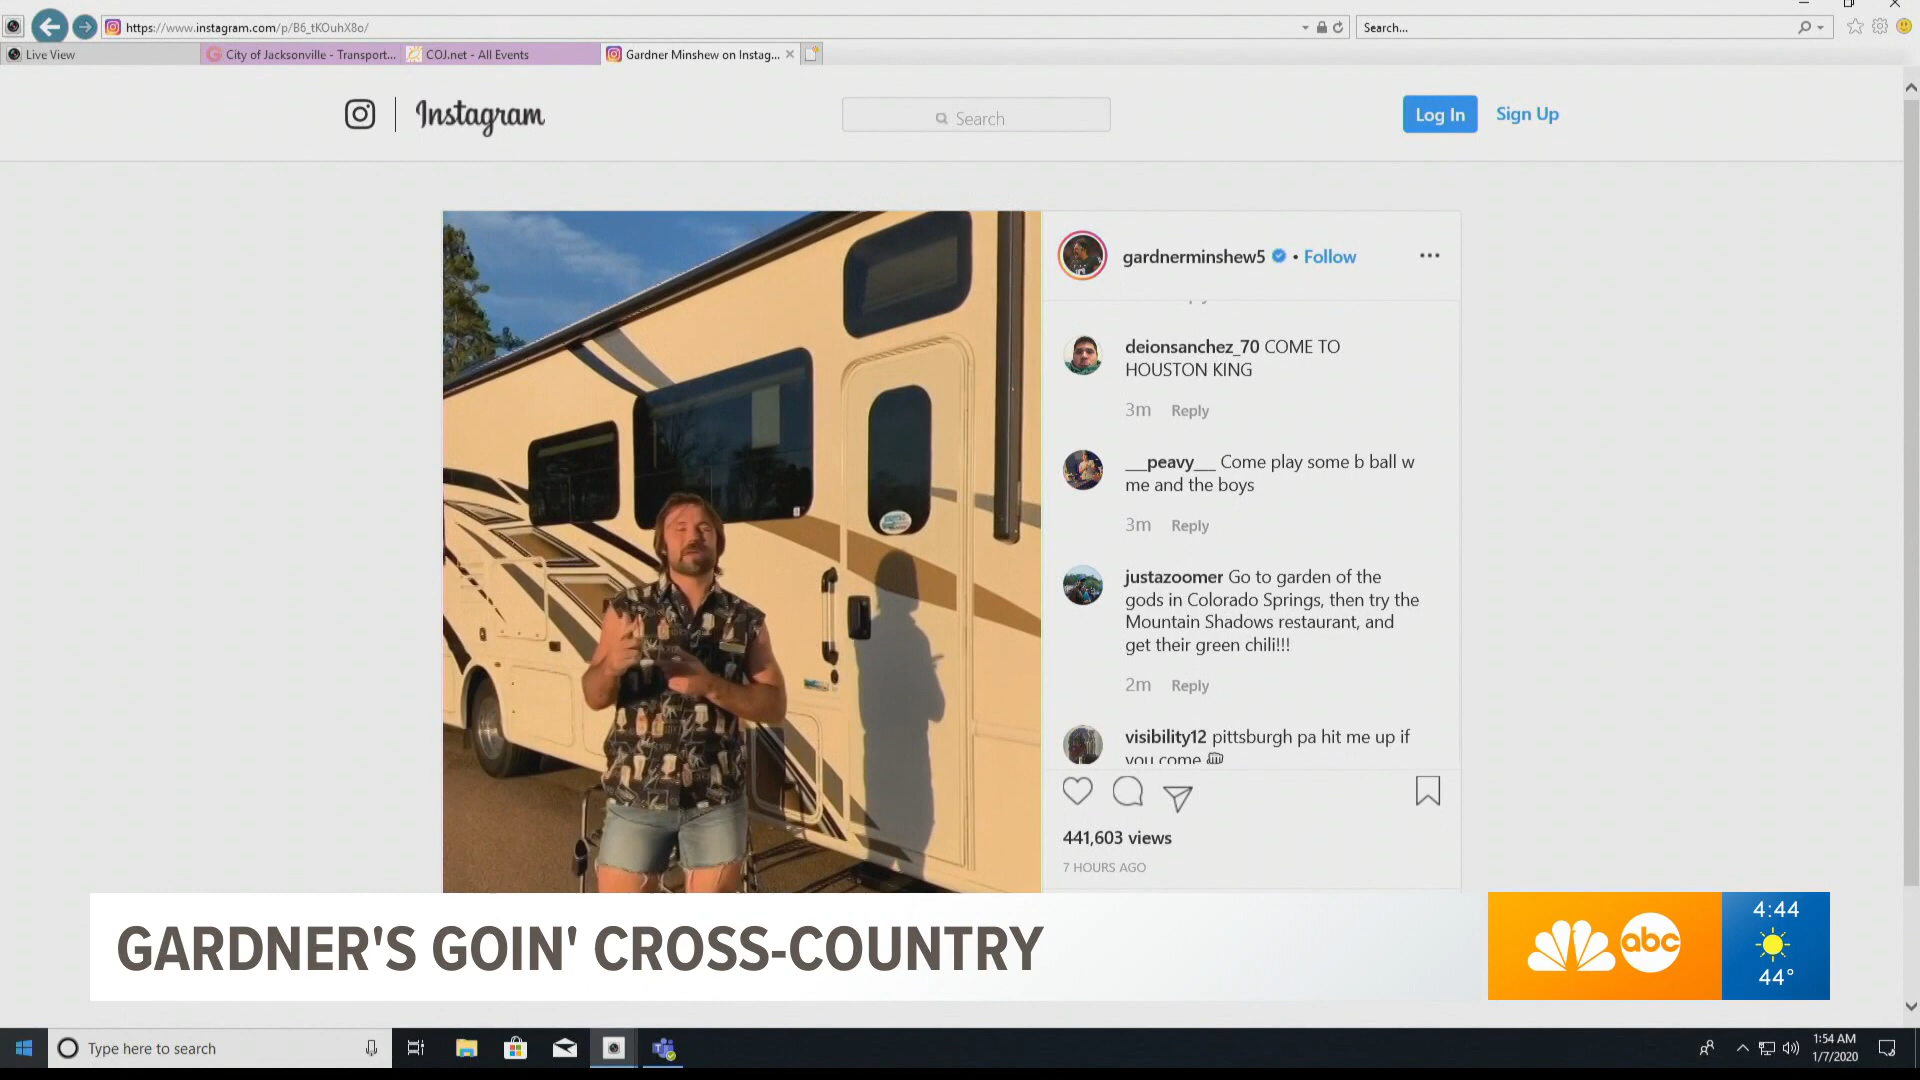 https://www.instagram.com/p/B6_tKOuhX8o/
Search...
Live View
City of Jacksonville - Transport...
COJ.net - All Events
Gardner Minshew on Instag...
Instagram
Search
Log In
Sign Up
gardnerminshew5 • Follow
deionsanchez_70 COME TO
HOUSTON KING
3m Reply
___peavy___ Come play some b ball w
me and the boys
3m Reply
justazoomer Go to garden of the
gods in Colorado Springs, then try the
Mountain Shadows restaurant, and
get their green chili!!!
2m Reply
visibility12 pittsburgh pa hit me up if
you come
441,603 views
7 HOURS AGO
GARDNER'S GOIN' CROSS-COUNTRY
abc
4:44
44°
Type here to search
1:54 AM
1/7/2020